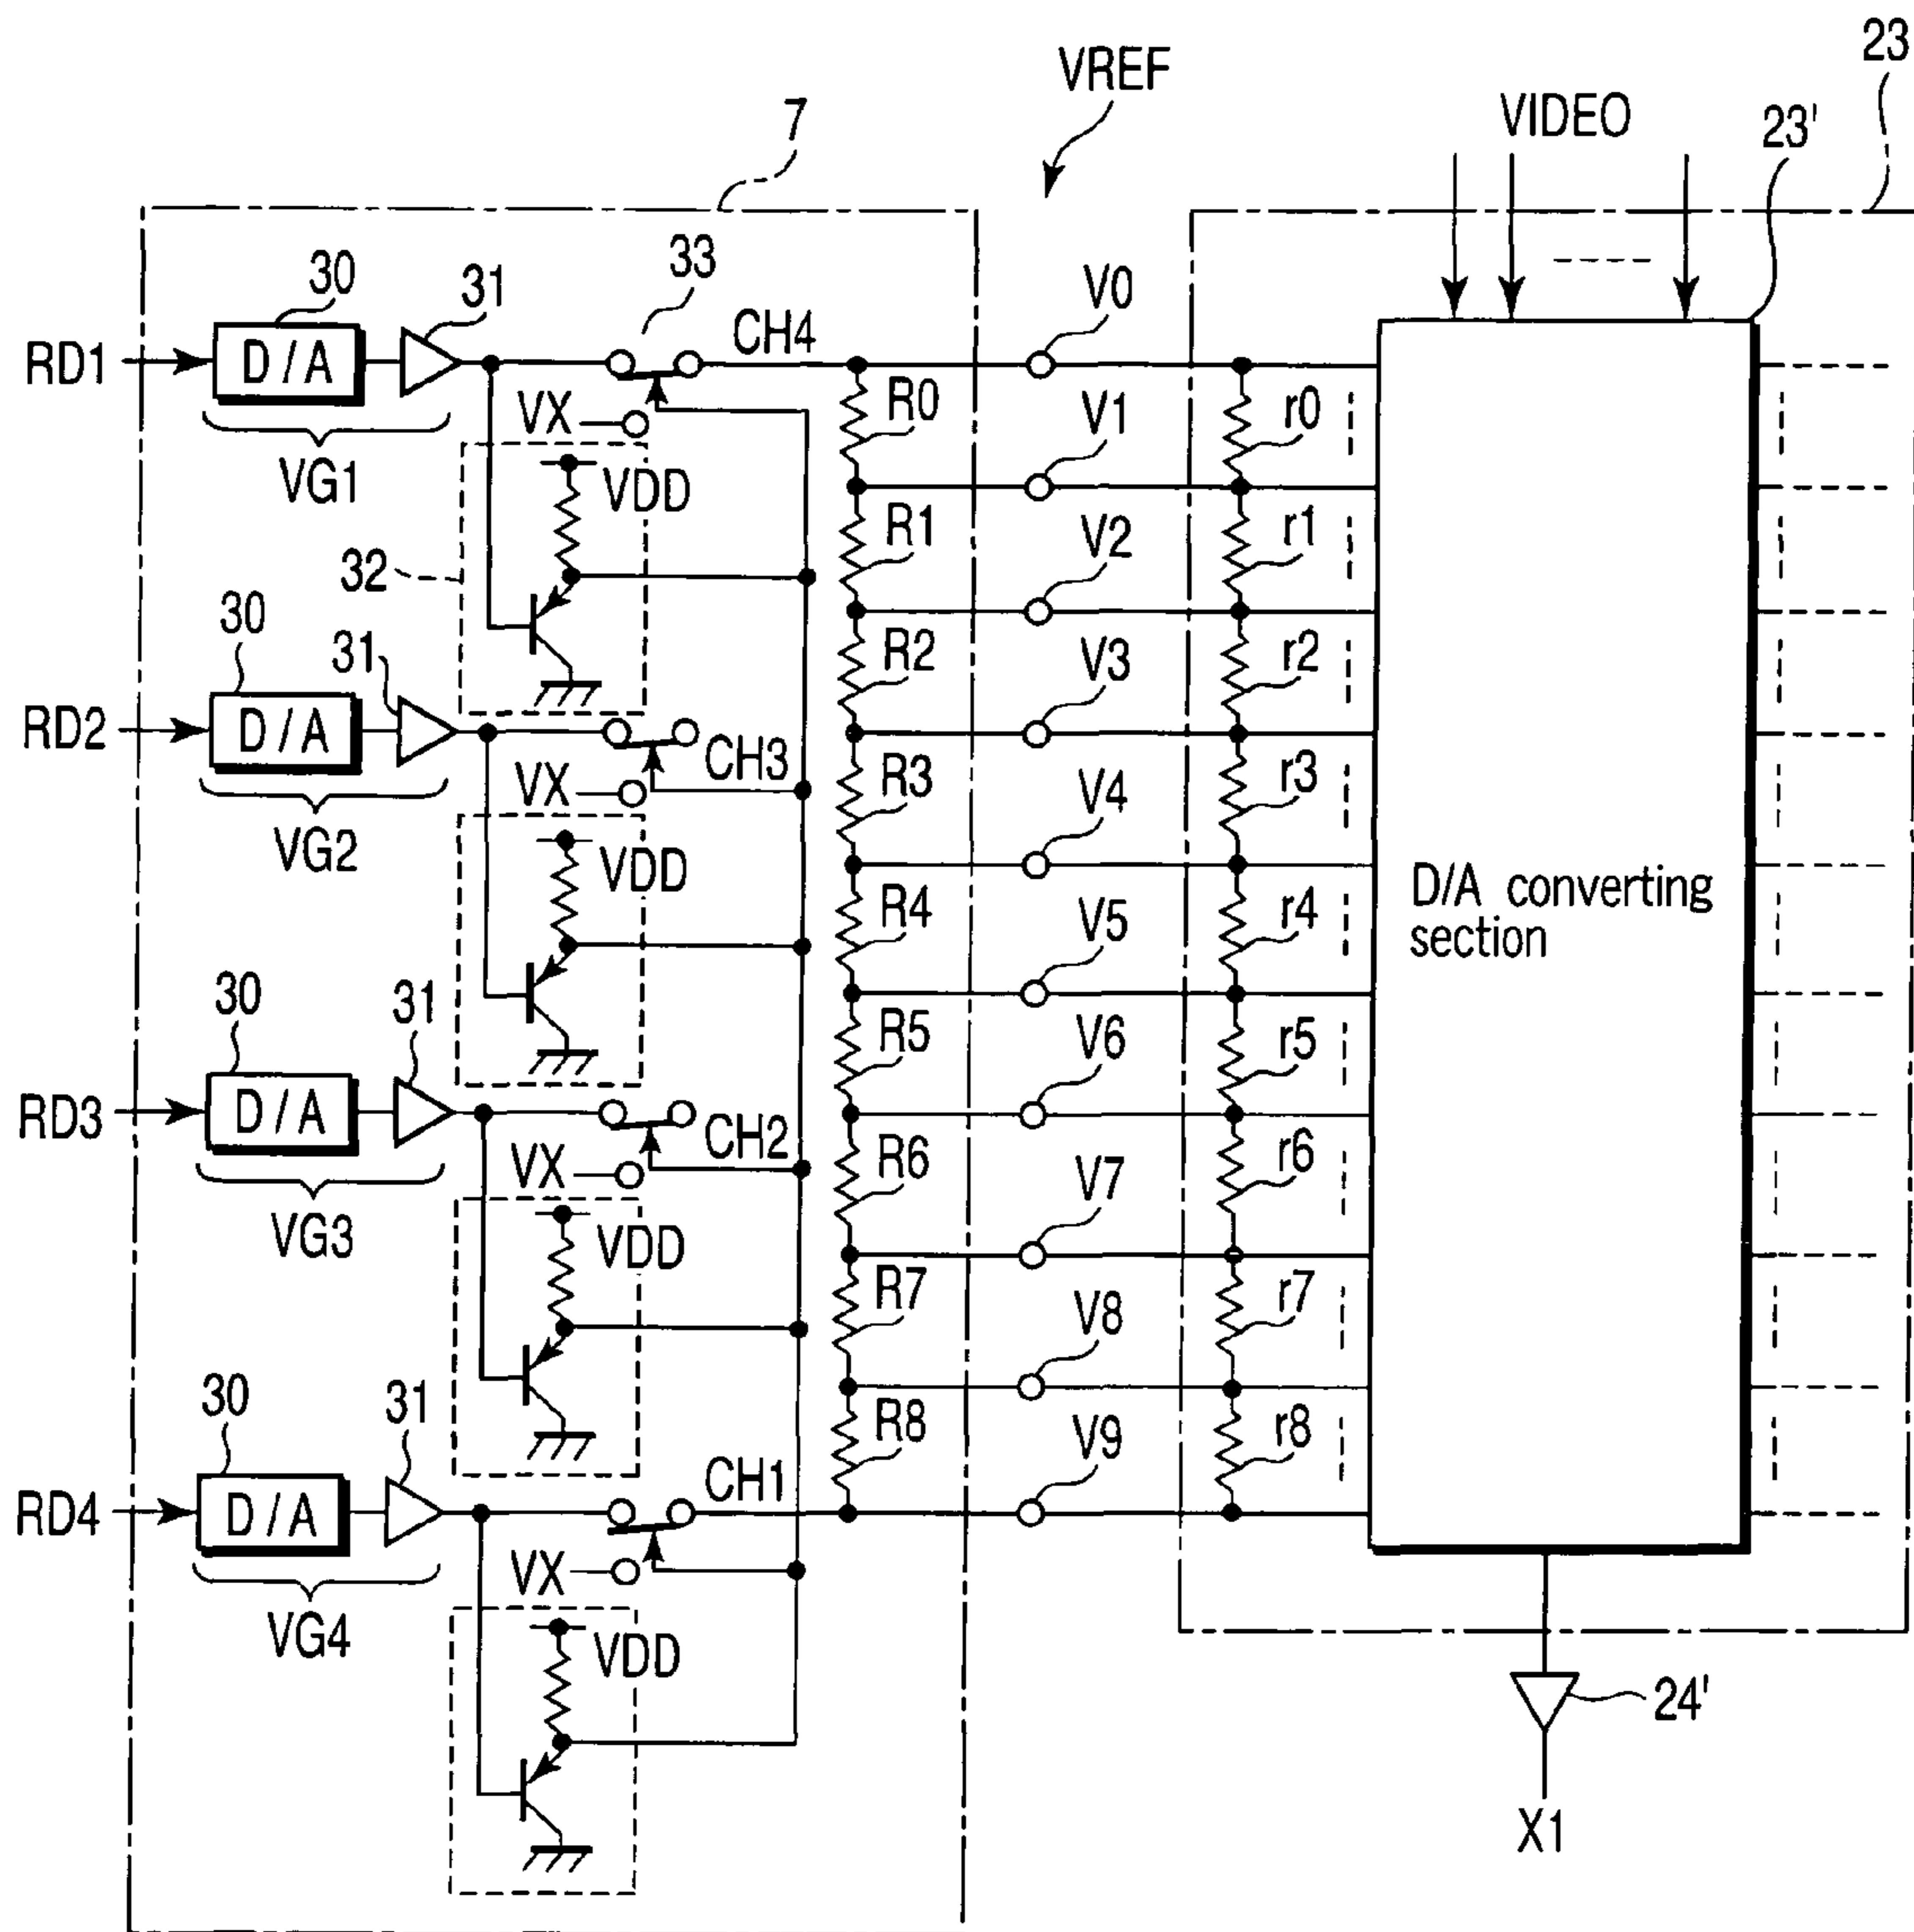 23
VREF
7
VIDEO
23'
30
31
33
V0
RD1
D/A
CH4
R0
r0
VX
V1
VG1
VDD
R1
r1
V2
32
30
31
R2
r2
V3
RD2
D/A
CH3
R3
r3
VX
V4
VG2
VDD
R4
r4
D/A converting
section
V5
30
31
R5
r5
V6
RD3
D/A
CH2
R6
r6
VX
V7
VG3
VDD
R7
r7
V8
30
31
R8
r8
V9
RD4
D/A
CH1
VX
VG4
VDD
24'
X1